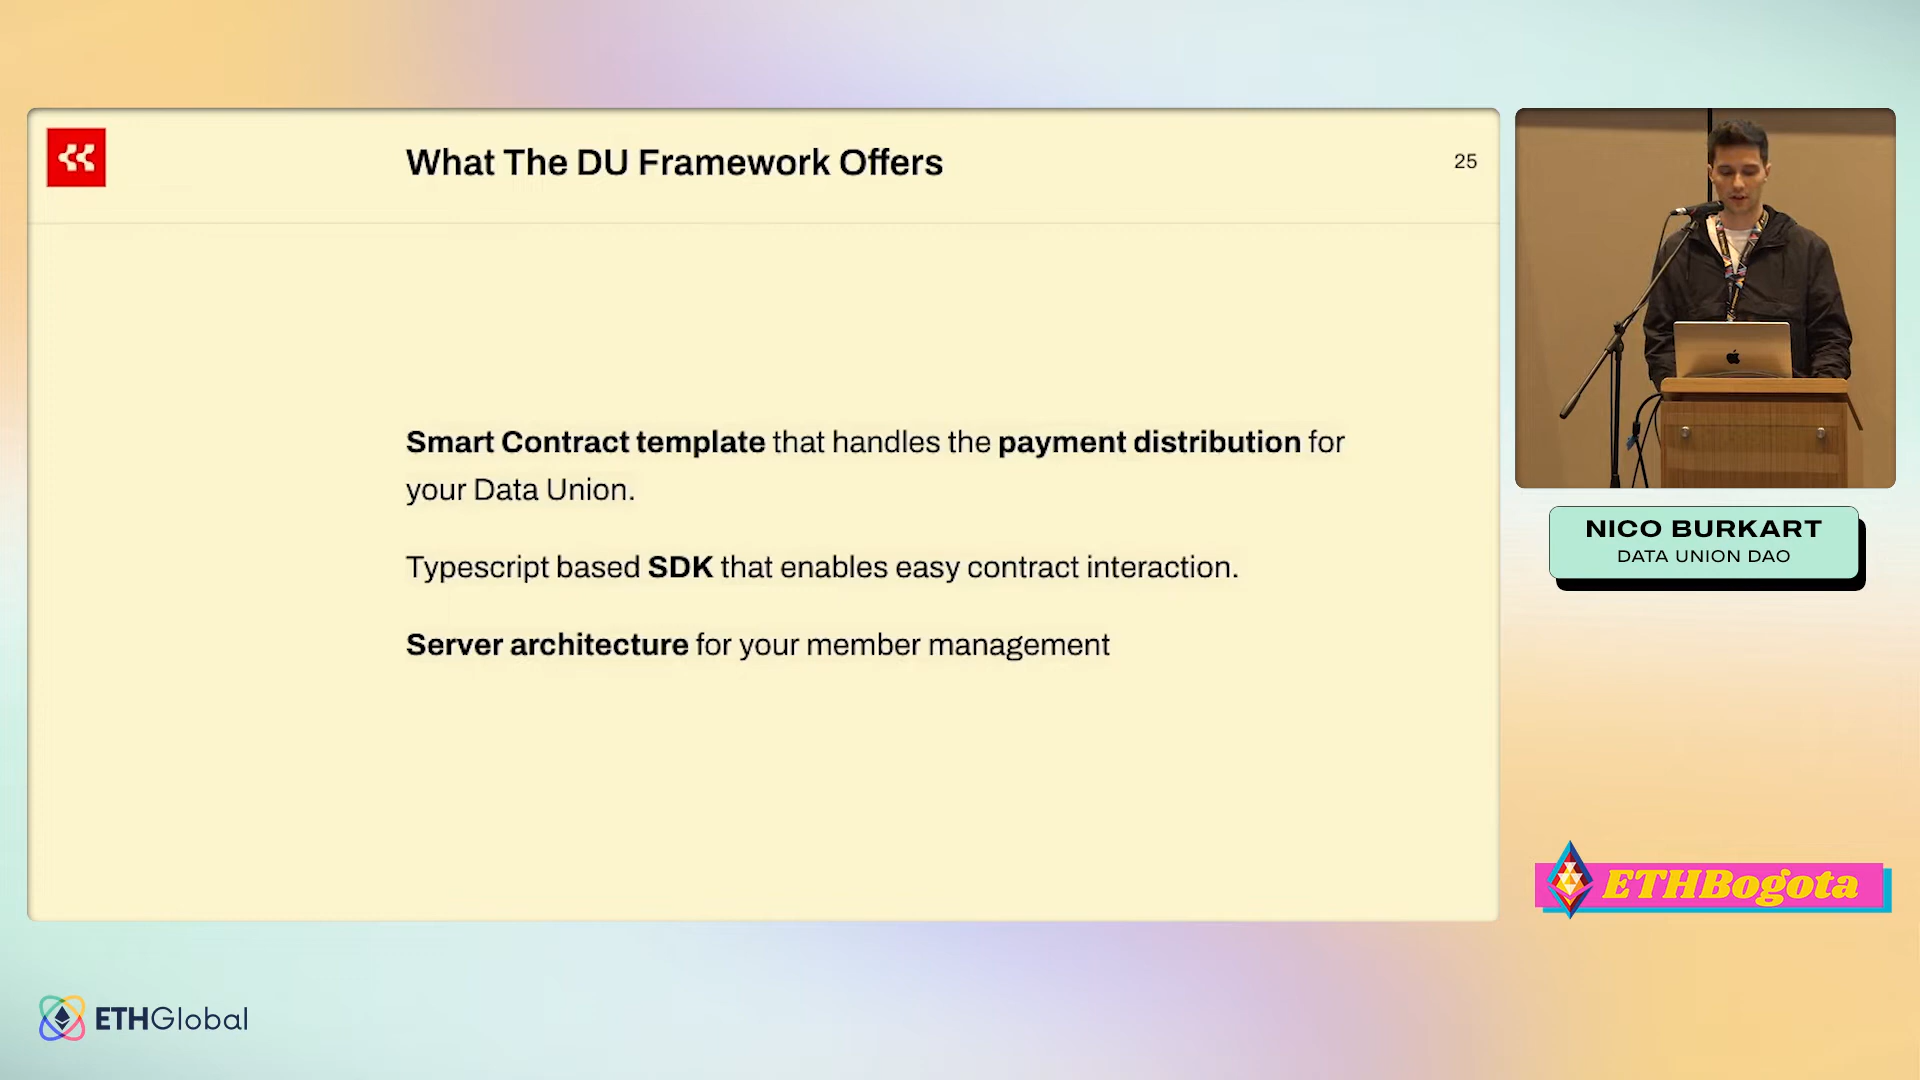 What The DU Framework Offers
25
Smart Contract template that handles the payment distribution for
your Data Union.
Typescript based SDK that enables easy contract interaction.
Server architecture for your member management
NICO BURKART
DATA UNION DAO
ETHBogota
ETHGlobal